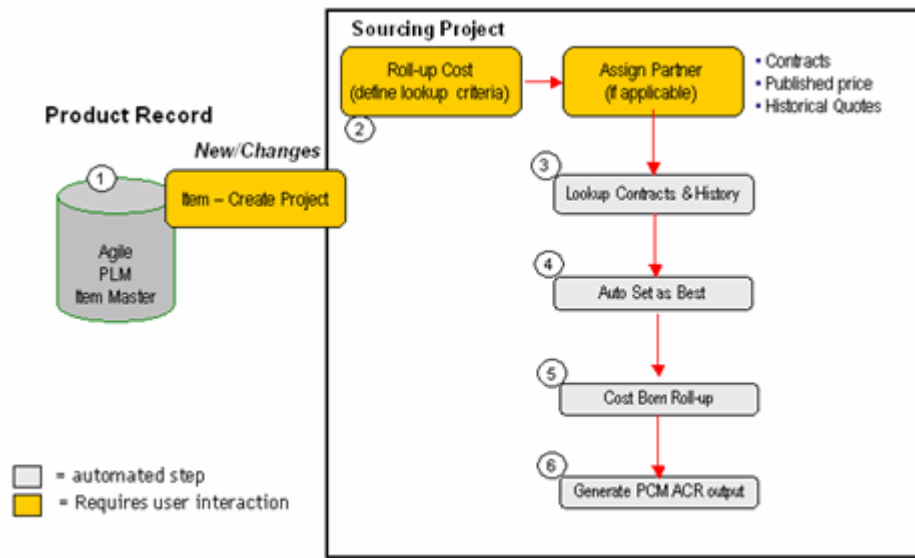 Sourcing Project
Roll-up Cost
(define lookup criteria)
2
Assign Partner
(if applicable)
• Contracts
• Published price
• Historical Quotes
Product Record
New/Changes
1
Item – Create Project
Agile
PLM
Item Master
3
Lookup Contracts & History
4
Auto Set as Best
5
Cost Bom Roll-up
6
Generate PCM ACR output
= automated step
= Requires user interaction